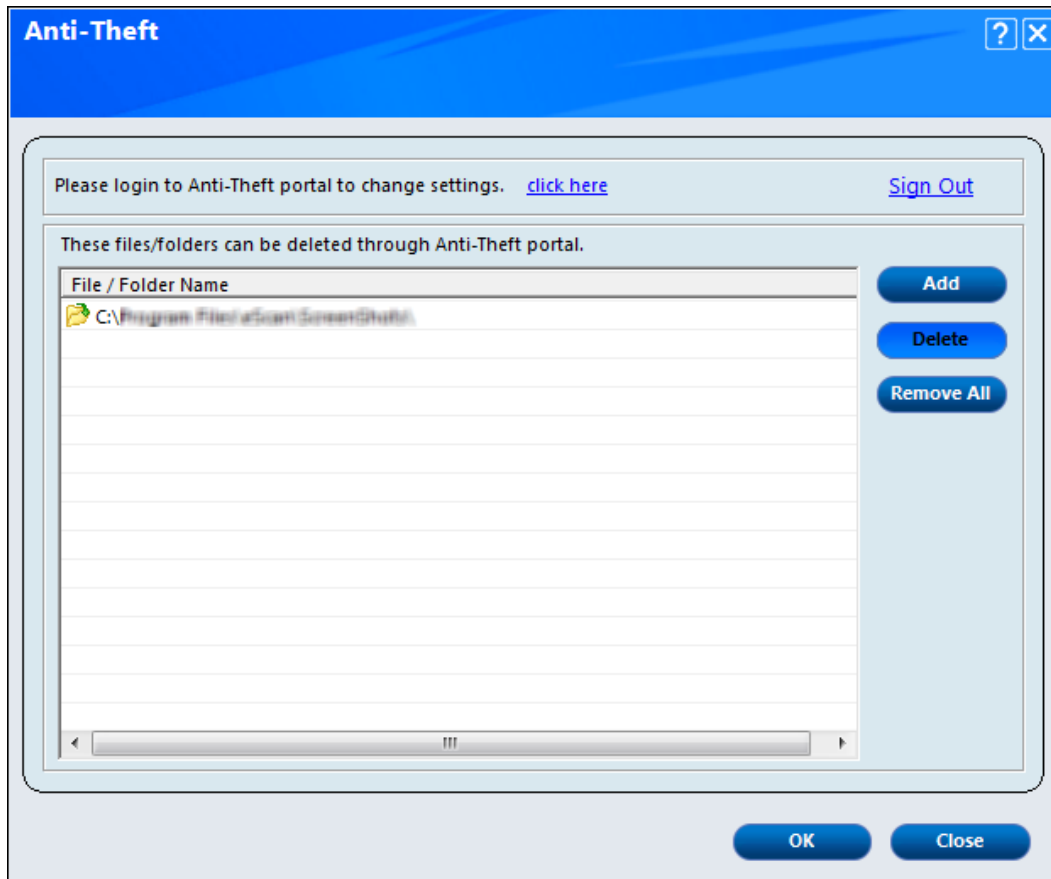 Anti-Theft
?
Please login to Anti-Theft portal to change settings. click here Sign Out
These files/folders can be deleted through Anti-Theft portal.
File / Folder Name
Add
C:\
Delete
Remove All
OK Close